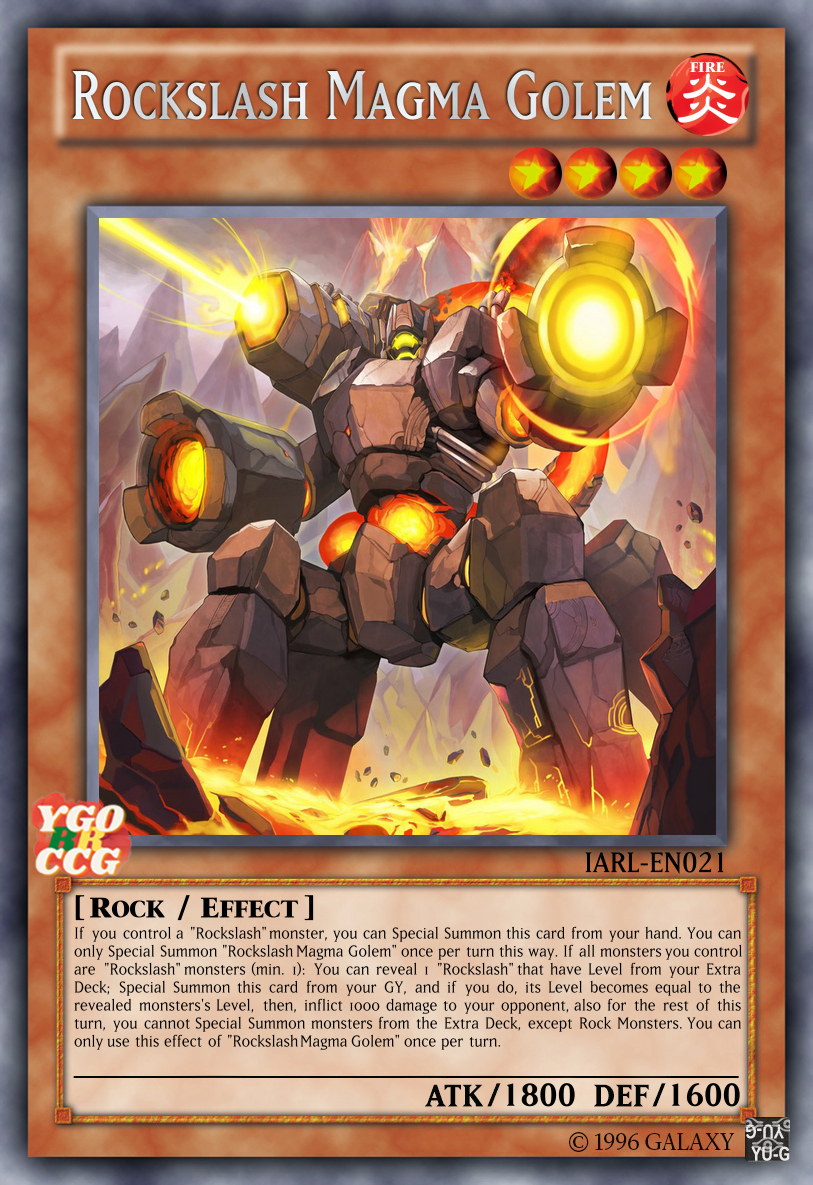 Rockslash Magma Golem
FIRE
炎
IARL-EN021
YGO
RR
CCG
[ Rock / Effect ]
If you control a "Rockslash" monster, you can Special Summon this card from your hand. You can
only Special Summon "Rockslash Magma Golem" once per turn this way. If all monsters you control
are "Rockslash" monsters (min. 1): You can reveal 1 "Rockslash" that have Level from your Extra
Deck; Special Summon this card from your GY, and if you do, its Level becomes equal to the
revealed monsters's Level, then, inflict 1000 damage to your opponent, also for the rest of this
turn, you cannot Special Summon monsters from the Extra Deck, except Rock Monsters. You can
only use this effect of "Rockslash Magma Golem" once per turn.
ATK/1800 DEF/1600
© 1996 GALAXY
YU-G
YU-G